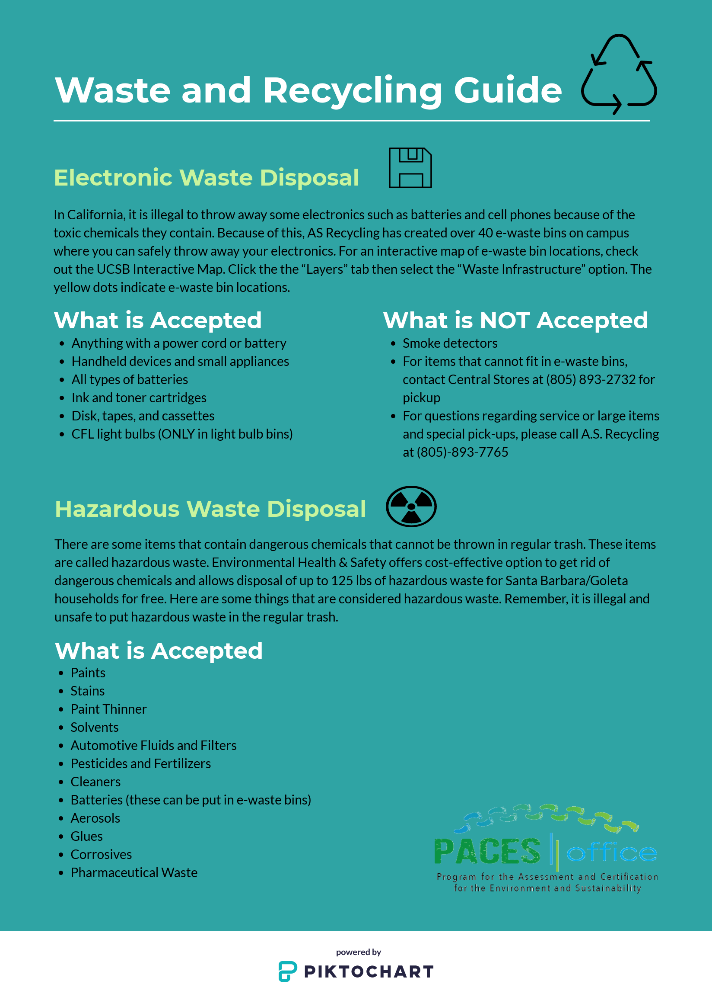 Waste and Recycling Guide
Electronic Waste Disposal
In California, it is illegal to throw away some electronics such as batteries and cell phones because of the
toxic chemicals they contain. Because of this, AS Recycling has created over 40 e-waste bins on campus
where you can safely throw away your electronics. For an interactive map of e-waste bin locations, check
out the UCSB Interactive Map. Click the the “Layers” tab then select the “Waste Infrastructure” option. The
yellow dots indicate e-waste bin locations.
What is Accepted
• Anything with a power cord or battery
• Handheld devices and small appliances
• All types of batteries
• Ink and toner cartridges
• Disk, tapes, and cassettes
• CFL light bulbs (ONLY in light bulb bins)
What is NOT Accepted
• Smoke detectors
• For items that cannot fit in e-waste bins,
contact Central Stores at (805) 893-2732 for
pickup
• For questions regarding service or large items
and special pick-ups, please call A.S. Recycling
at (805)-893-7765
Hazardous Waste Disposal
There are some items that contain dangerous chemicals that cannot be thrown in regular trash. These items
are called hazardous waste. Environmental Health & Safety offers cost-effective option to get rid of
dangerous chemicals and allows disposal of up to 125 lbs of hazardous waste for Santa Barbara/Goleta
households for free. Here are some things that are considered hazardous waste. Remember, it is illegal and
unsafe to put hazardous waste in the regular trash.
What is Accepted
• Paints
• Stains
• Paint Thinner
• Solvents
• Automotive Fluids and Filters
• Pesticides and Fertilizers
• Cleaners
• Batteries (these can be put in e-waste bins)
• Aerosols
• Glues
• Corrosives
• Pharmaceutical Waste
PACES office
Program for the Assessment and Certification
for the Environment and Sustainability
powered by
PIKTOCHART